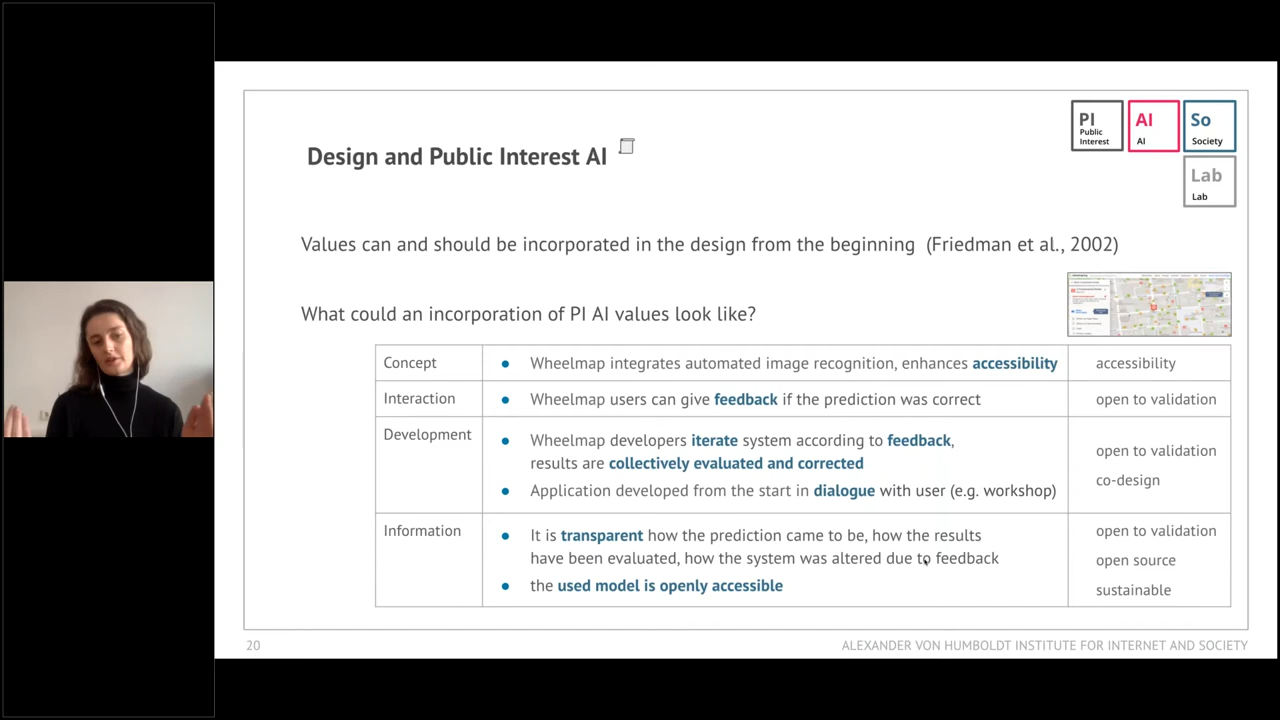 PI
Public
Interest
AI
AI
So
Society
Lab
Lab
Design and Public Interest AI
Values can and should be incorporated in the design from the beginning (Friedman et al., 2002)
What could an incorporation of PI AI values look like?
Concept
• Wheelmap integrates automated image recognition, enhances accessibility
accessibility
Interaction
• Wheelmap users can give feedback if the prediction was correct
open to validation
Development
• Wheelmap developers iterate system according to feedback,
results are collectively evaluated and corrected
• Application developed from the start in dialogue with user (e.g. workshop)
open to validation
co-design
Information
• It is transparent how the prediction came to be, how the results
have been evaluated, how the system was altered due to feedback
• the used model is openly accessible
open to validation
open source
sustainable
20
ALEXANDER VON HUMBOLDT INSTITUTE FOR INTERNET AND SOCIETY